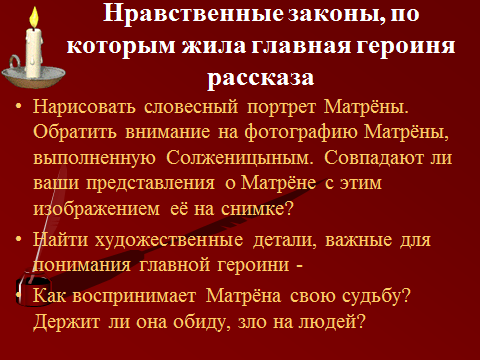 Нравственные законы, по
которым жила главная героиня
рассказа
• Нарисовать словесный портрет Матрёны.
Обратить внимание на фотографию Матрёны,
выполненную Солженицыным. Совпадают ли
ваши представления о Матрёне с этим
изображением её на снимке?
• Найти художественные детали, важные для
понимания главной героини -
• Как воспринимает Матрёна свою судьбу?
Держит ли она обиду, зло на людей?